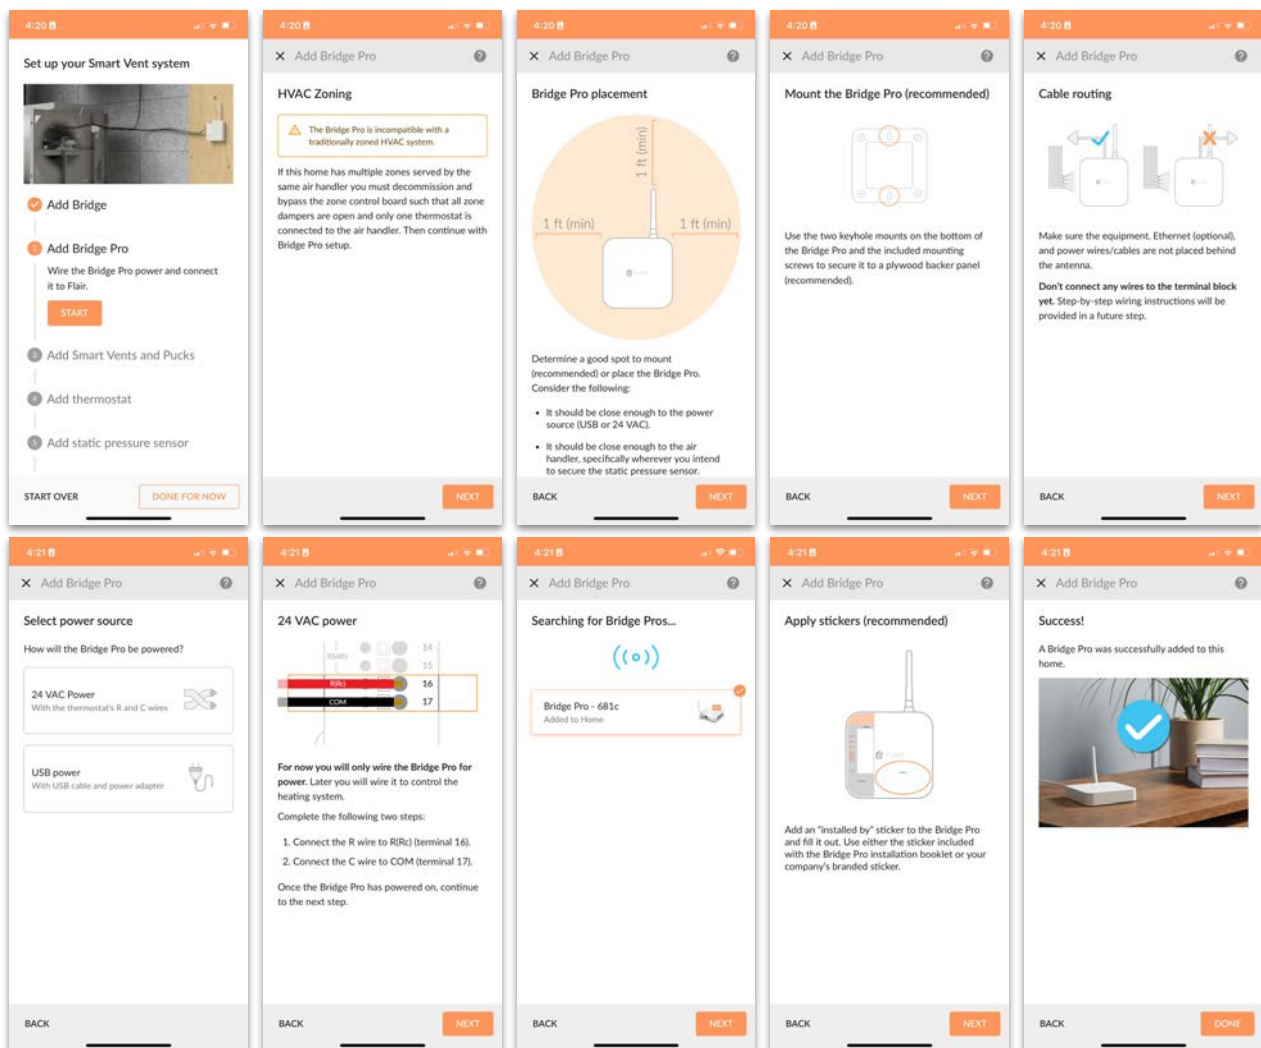 4:20
Set up your Smart Vent system
Add Bridge
2
Add Bridge Pro
Wire the Bridge Pro power and connect
it to Flair.
START
3
Add Smart Vents and Pucks
4
Add thermostat
5
Add static pressure sensor
START OVER
DONE FOR NOW
4:20
Add Bridge Pro
?
HVAC Zoning
The Bridge Pro is incompatible with a
traditionally zoned HVAC system.
If this home has multiple zones served by the
same air handler you must decommission and
bypass the zone control board such that all zone
dampers are open and only one thermostat is
connected to the air handler. Then continue with
Bridge Pro setup.
NEXT
4:20
Add Bridge Pro
?
Bridge Pro placement
1 ft (min)
1 ft (min)
1 ft (min)
Determine a good spot to mount
(recommended) or place the Bridge Pro.
Consider the following:
• It should be close enough to the power
source (USB or 24 VAC).
• It should be close enough to the air
handler, specifically wherever you intend
to secure the static pressure sensor.
BACK
NEXT
4:20
Add Bridge Pro
?
Mount the Bridge Pro (recommended)
Use the two keyhole mounts on the bottom of
the Bridge Pro and the included mounting
screws to secure it to a plywood backer panel
(recommended).
BACK
NEXT
4:20
Add Bridge Pro
?
Cable routing
Make sure the equipment, Ethernet (optional),
and power wires/cables are not placed behind
the antenna.
Don't connect any wires to the terminal block
yet. Step-by-step wiring instructions will be
provided in a future step.
BACK
NEXT
4:21
Add Bridge Pro
?
Select power source
How will the Bridge Pro be powered?
24 VAC Power
With the thermostat's R and C wires
USB power
With USB cable and power adapter
BACK
4:21
Add Bridge Pro
?
24 VAC power
RS485
14
15
R(Rc)
16
COM
17
For now you will only wire the Bridge Pro for
power. Later you will wire it to control the
heating system.
Complete the following two steps:
1. Connect the R wire to R(Rc) (terminal 16).
2. Connect the C wire to COM (terminal 17).
Once the Bridge Pro has powered on, continue
to the next step.
BACK
NEXT
4:21
Add Bridge Pro
?
Searching for Bridge Pros...
Bridge Pro - 681c
Added to Home
BACK
NEXT
4:21
Add Bridge Pro
?
Apply stickers (recommended)
Add an "installed by" sticker to the Bridge Pro
and fill it out. Use either the sticker included
with the Bridge Pro installation booklet or your
company's branded sticker.
BACK
NEXT
4:21
Add Bridge Pro
?
Success!
A Bridge Pro was successfully added to this
home.
BACK
DONE